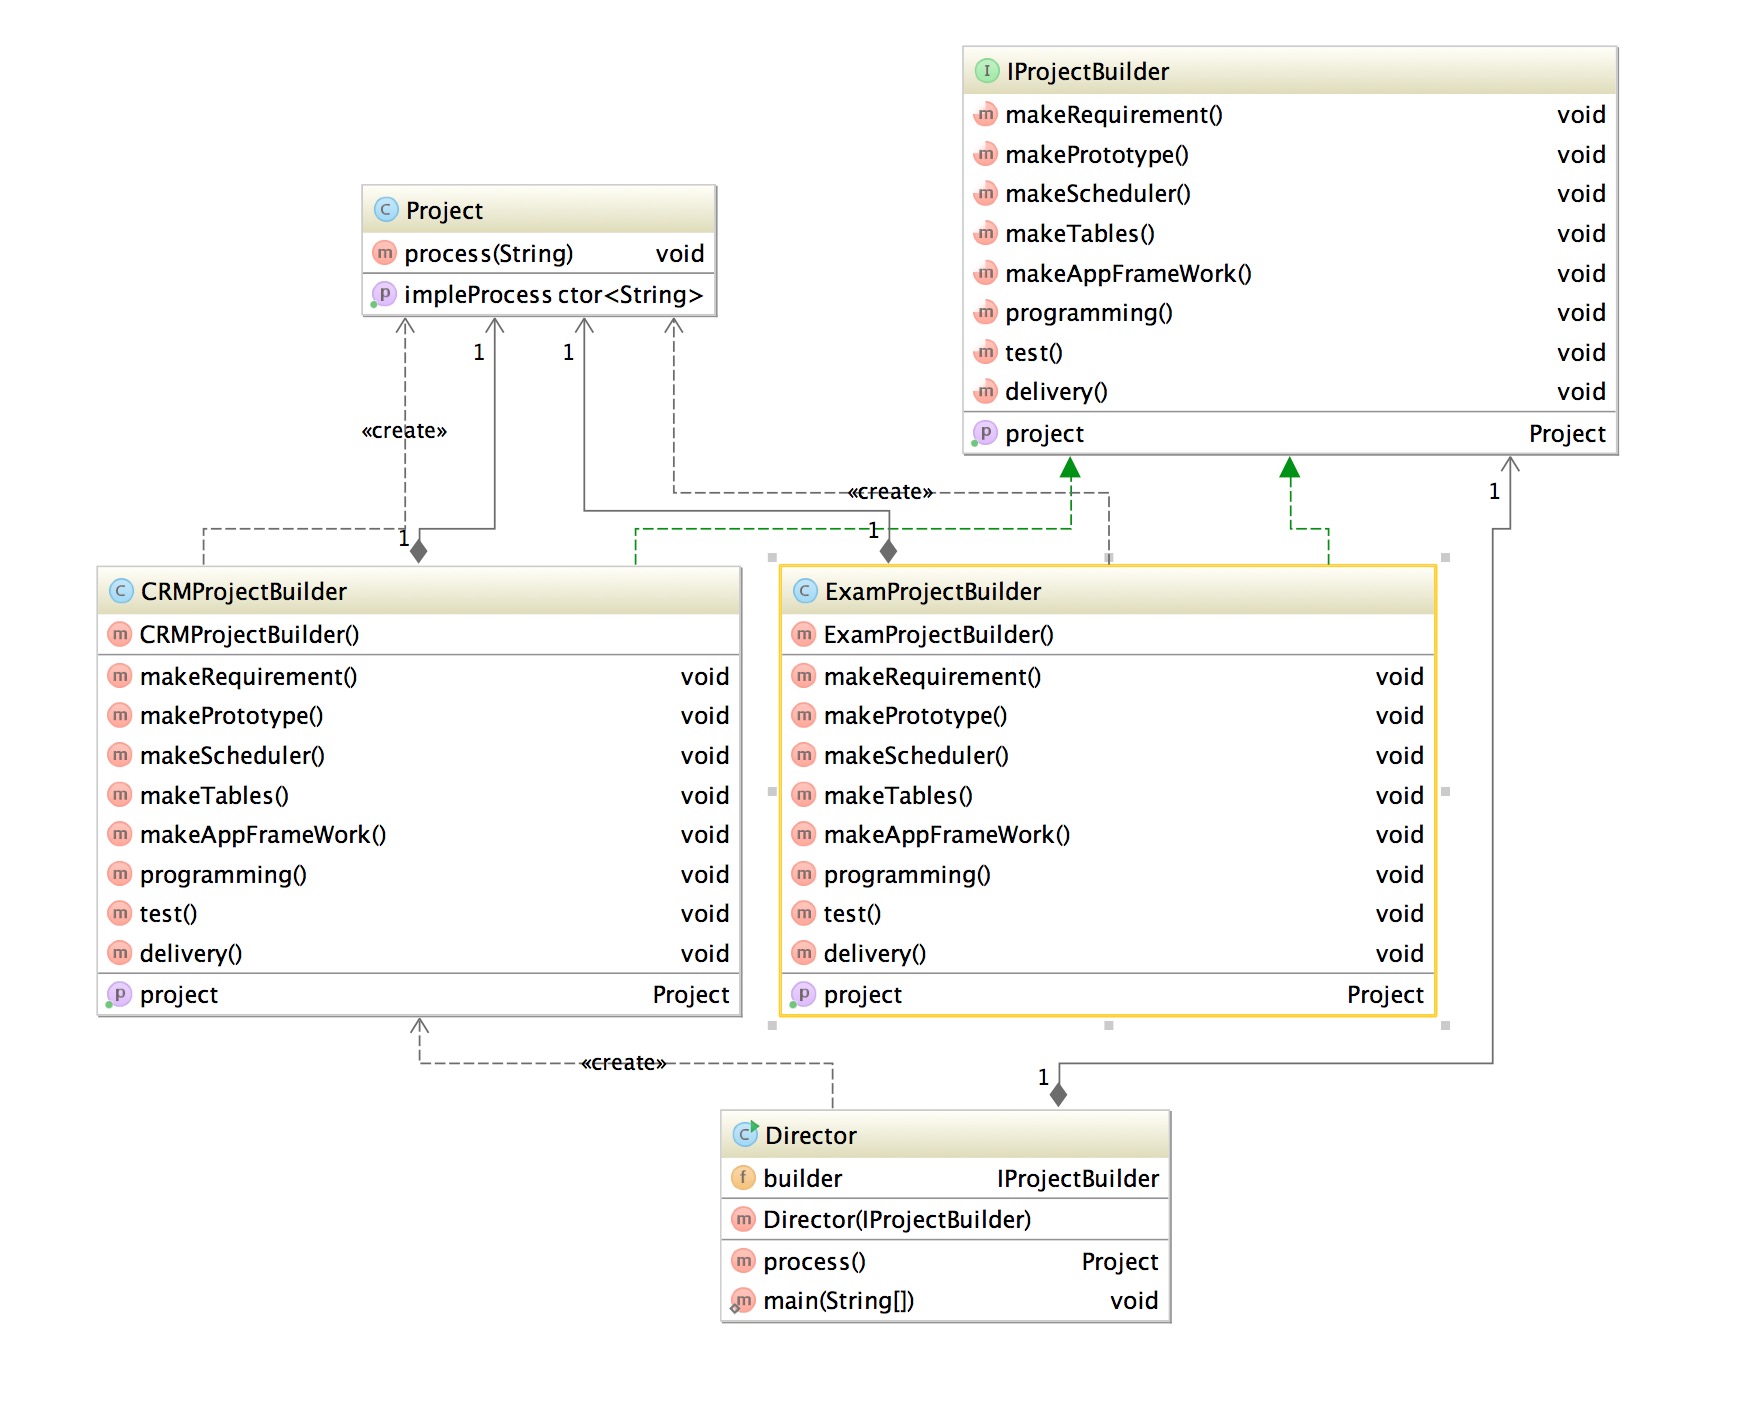 I IProjectBuilder
m makeRequirement() void
m makePrototype() void
m makeScheduler() void
m makeTables() void
m makeAppFrameWork() void
m programming() void
m test() void
m delivery() void
p project Project
C Project
m process(String) void
p impleProcess ctor<String>
1 1
«create»
«create»
1
1
1
C CRMProjectBuilder
m CRMProjectBuilder()
m makeRequirement() void
m makePrototype() void
m makeScheduler() void
m makeTables() void
m makeAppFrameWork() void
m programming() void
m test() void
m delivery() void
p project Project
C ExamProjectBuilder
m ExamProjectBuilder()
m makeRequirement() void
m makePrototype() void
m makeScheduler() void
m makeTables() void
m makeAppFrameWork() void
m programming() void
m test() void
m delivery() void
p project Project
«create»
1
C Director
f builder IProjectBuilder
m Director(IProjectBuilder)
m process() Project
m main(String[]) void